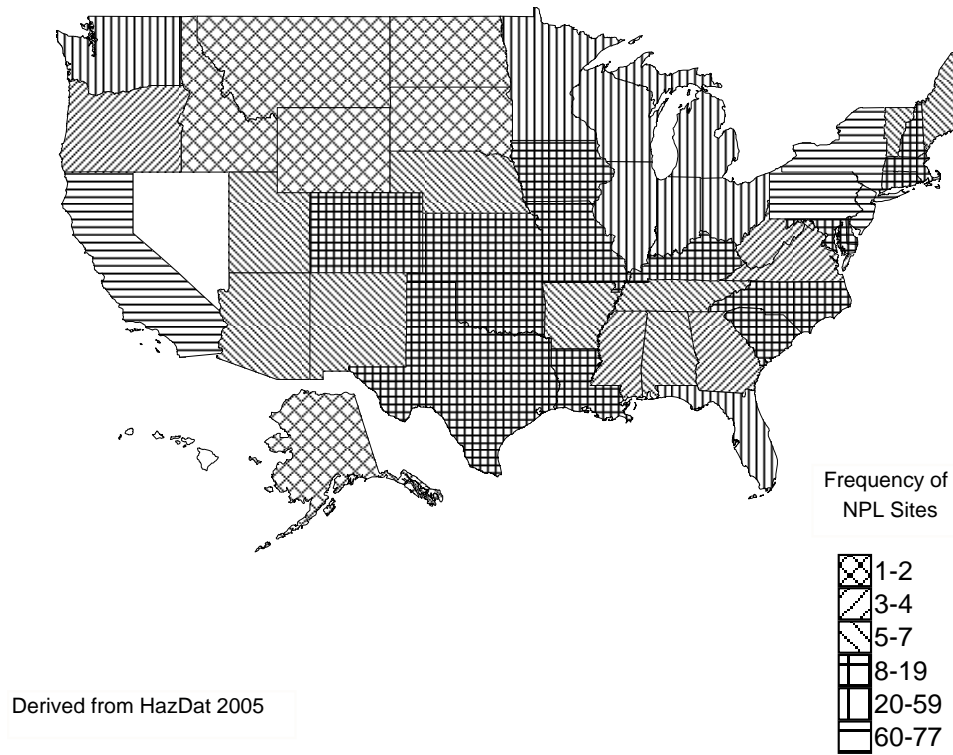 Frequency of
NPL Sites
1-2
3-4
5-7
8-19
20-59
60-77
Derived from HazDat 2005